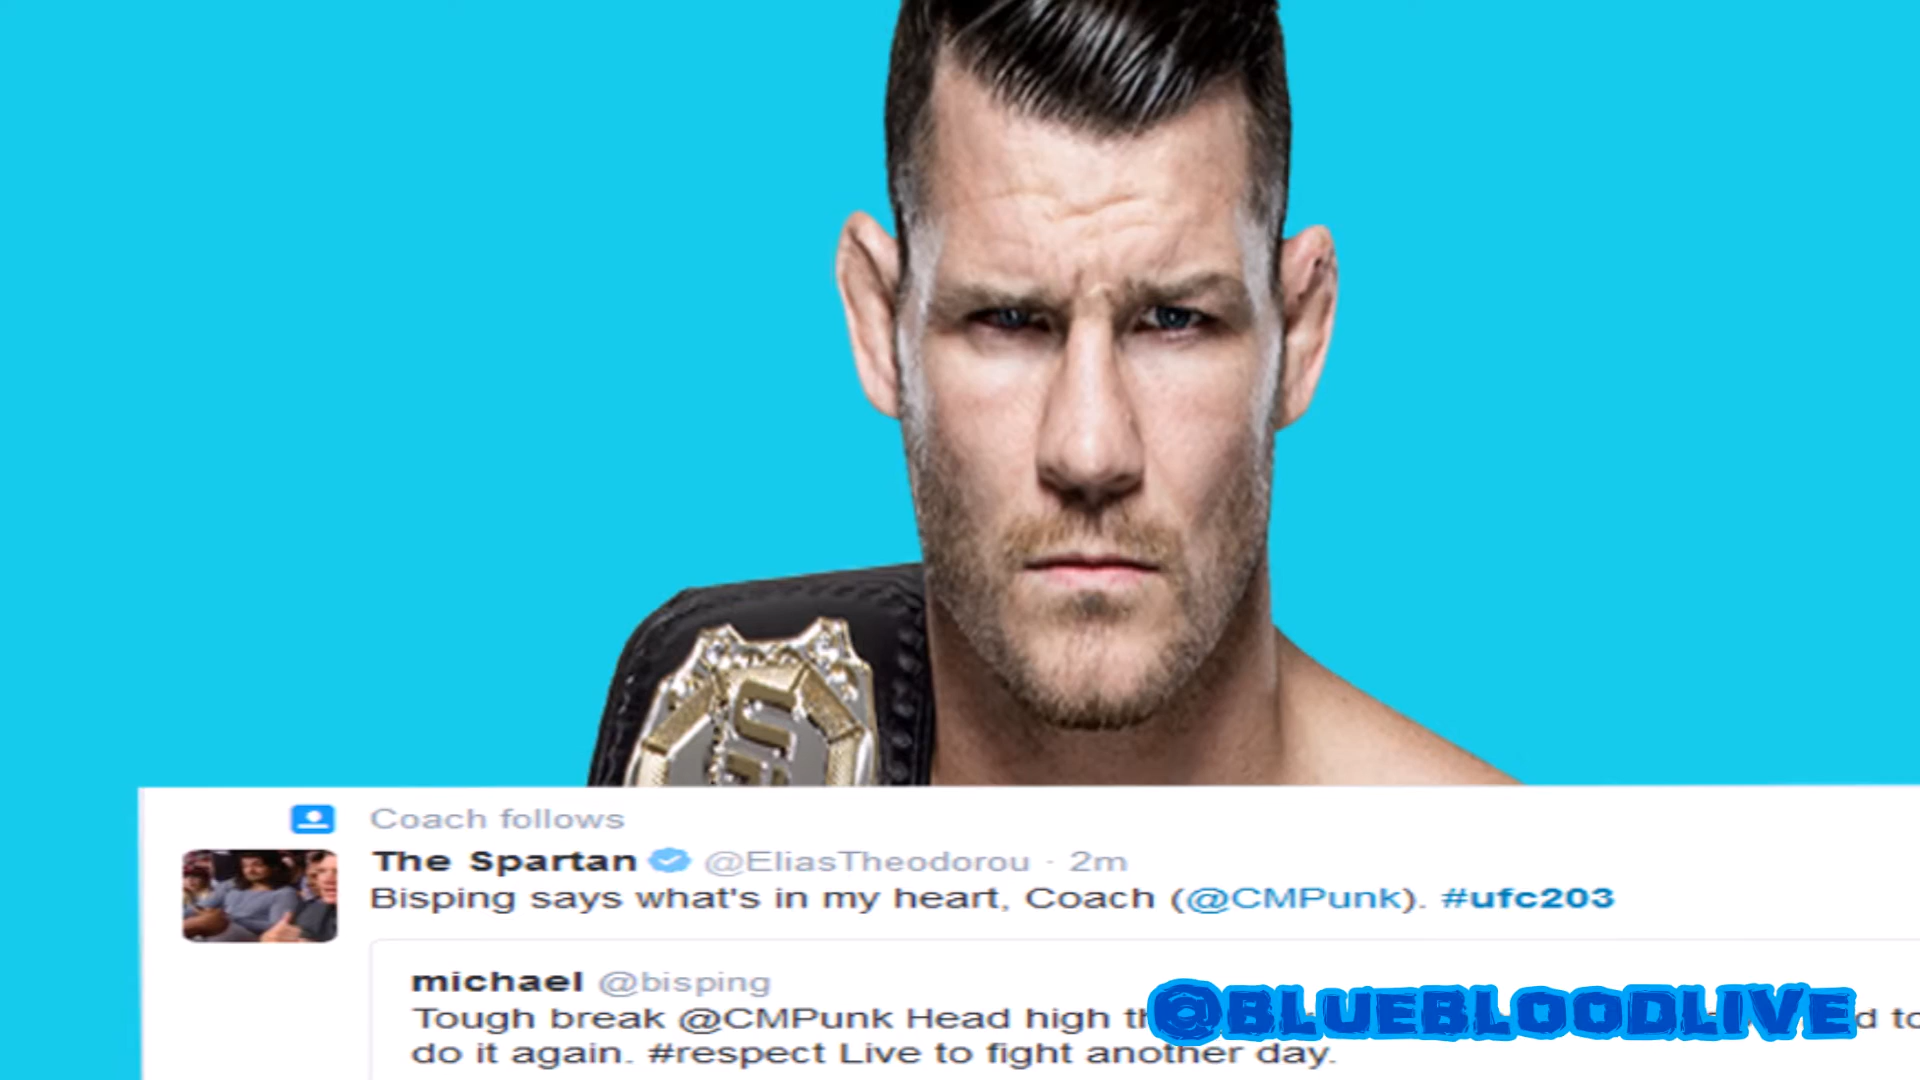 Coach follows
The Spartan @EliasTheodorou · 2m
Bisping says what's in my heart, Coach (@CMPunk). #ufc203
michael @bisping
Tough break @CMPunk Head high
do it again. #respect Live to fight another day.
@BLUEBLOODLIVE